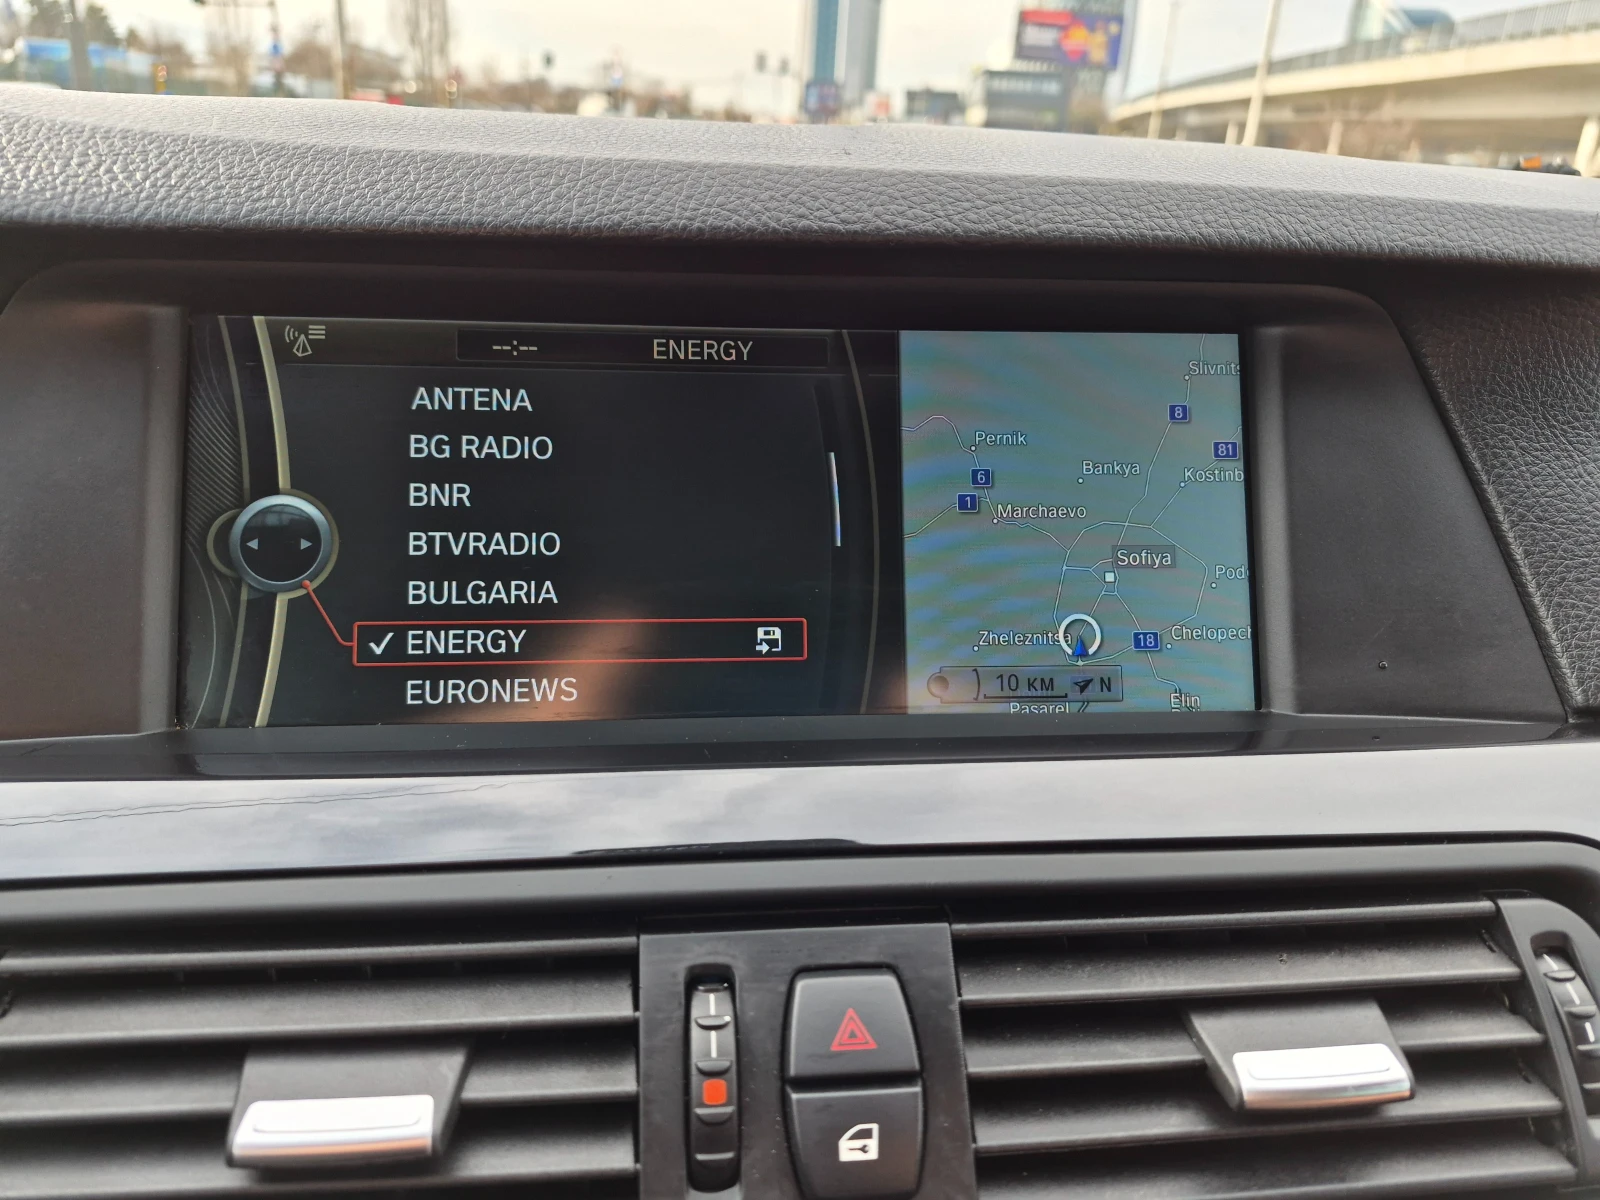 --:-- ENERGY
ANTENA
BG RADIO
BNR
BTVRADIO
BULGARIA
✓ ENERGY
EURONEWS
Slivnits
8
Pernik
81
Bankya
6
Kostinb
1
Marchaevo
Sofiya
Pod
Zheleznitsa
18
Chelopech
10 KM
N
Pasarel
Elin